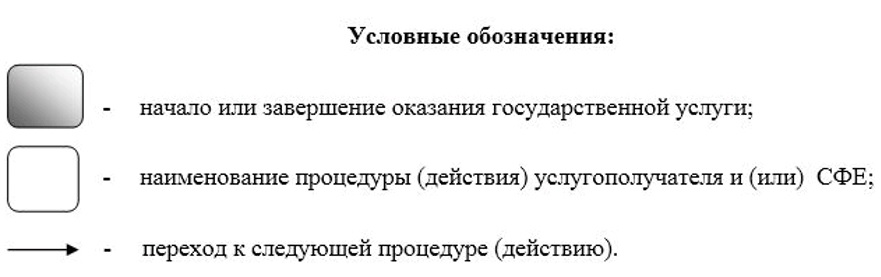 Условные обозначения:
- начало или завершение оказания государственной услуги;
- наименование процедуры (действия) услугополучателя и (или) СФЕ;
- переход к следующей процедуре (действию).